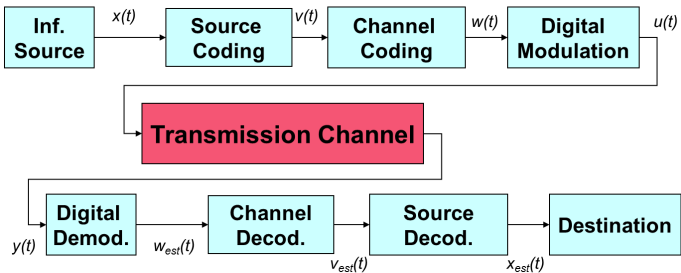 x(t) v(t) w(t) u(t)
Inf. Source Channel Digital
Source Coding Coding Modulation
Transmission Channel
Digital Channel Source Destination
Demod. Decod. Decod.
y(t) w_est(t) v_est(t) x_est(t)